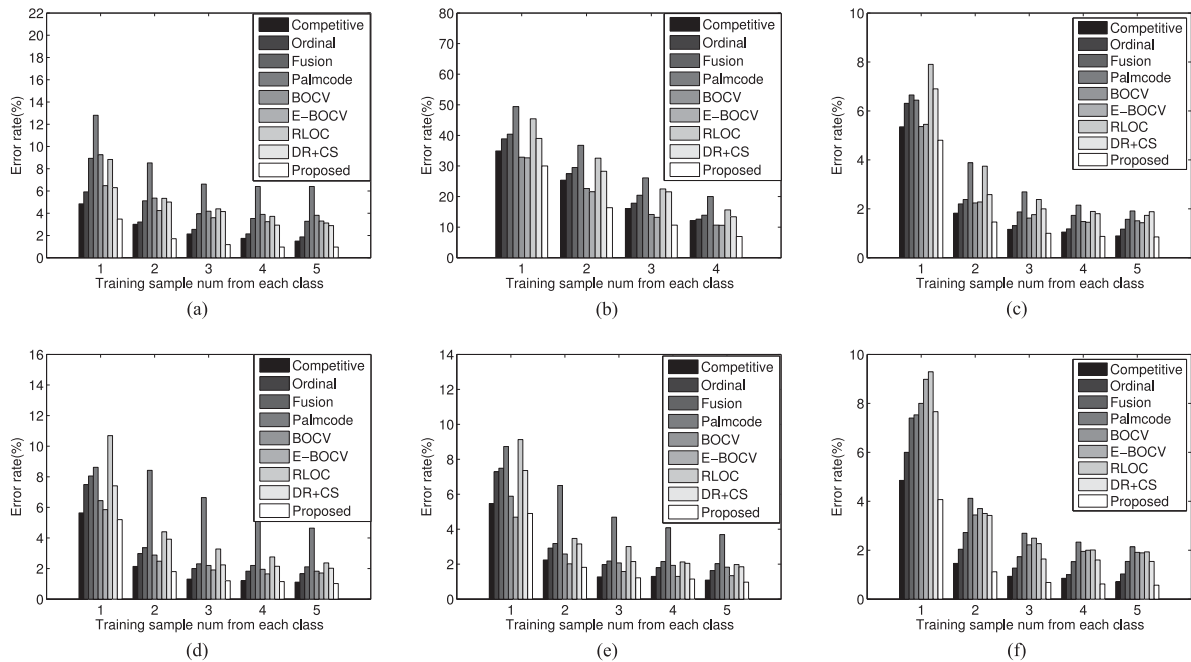 22
20
18
16
14
12
10
8
6
4
2
0
Error rate(%)
Competitive
Ordinal
Fusion
Palmcode
BOCV
E-BOCV
RLOC
DR+CS
Proposed
1 2 3 4 5
Training sample num from each class
(a)
80
70
60
50
40
30
20
10
0
Error rate(%)
Competitive
Ordinal
Fusion
Palmcode
BOCV
E-BOCV
RLOC
DR+CS
Proposed
1 2 3 4
Training sample num from each class
(b)
10
8
6
4
2
0
Error rate(%)
Competitive
Ordinal
Fusion
Palmcode
BOCV
E-BOCV
RLOC
DR+CS
Proposed
1 2 3 4 5
Training sample num from each class
(c)
16
14
12
10
8
6
4
2
0
Error rate(%)
Competitive
Ordinal
Fusion
Palmcode
BOCV
E-BOCV
RLOC
DR+CS
Proposed
1 2 3 4 5
Training sample num from each class
(d)
14
12
10
8
6
4
2
0
Error rate(%)
Competitive
Ordinal
Fusion
Palmcode
BOCV
E-BOCV
RLOC
DR+CS
Proposed
1 2 3 4 5
Training sample num from each class
(e)
10
8
6
4
2
0
Error rate(%)
Competitive
Ordinal
Fusion
Palmcode
BOCV
E-BOCV
RLOC
DR+CS
Proposed
1 2 3 4 5
Training sample num from each class
(f)